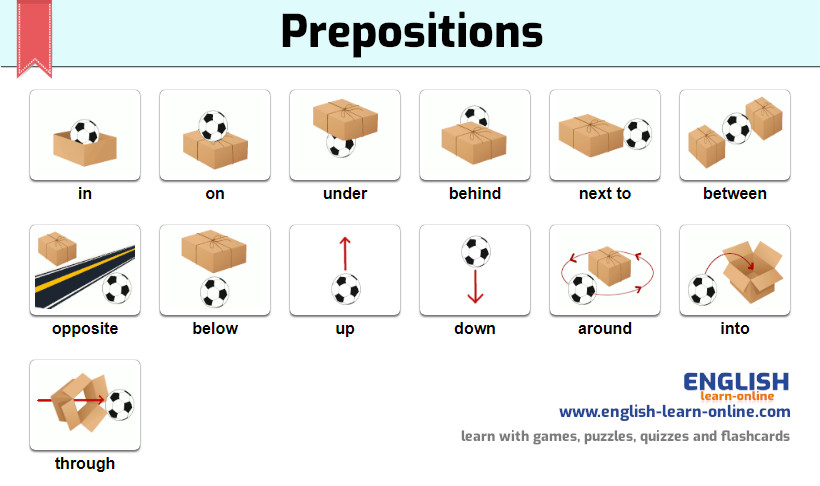 Prepositions
in
on
under
behind
next to
between
opposite
below
up
down
around
into
through
ENGLISH
learn-online
www.english-learn-online.com
learn with games, puzzles, quizzes and flashcards